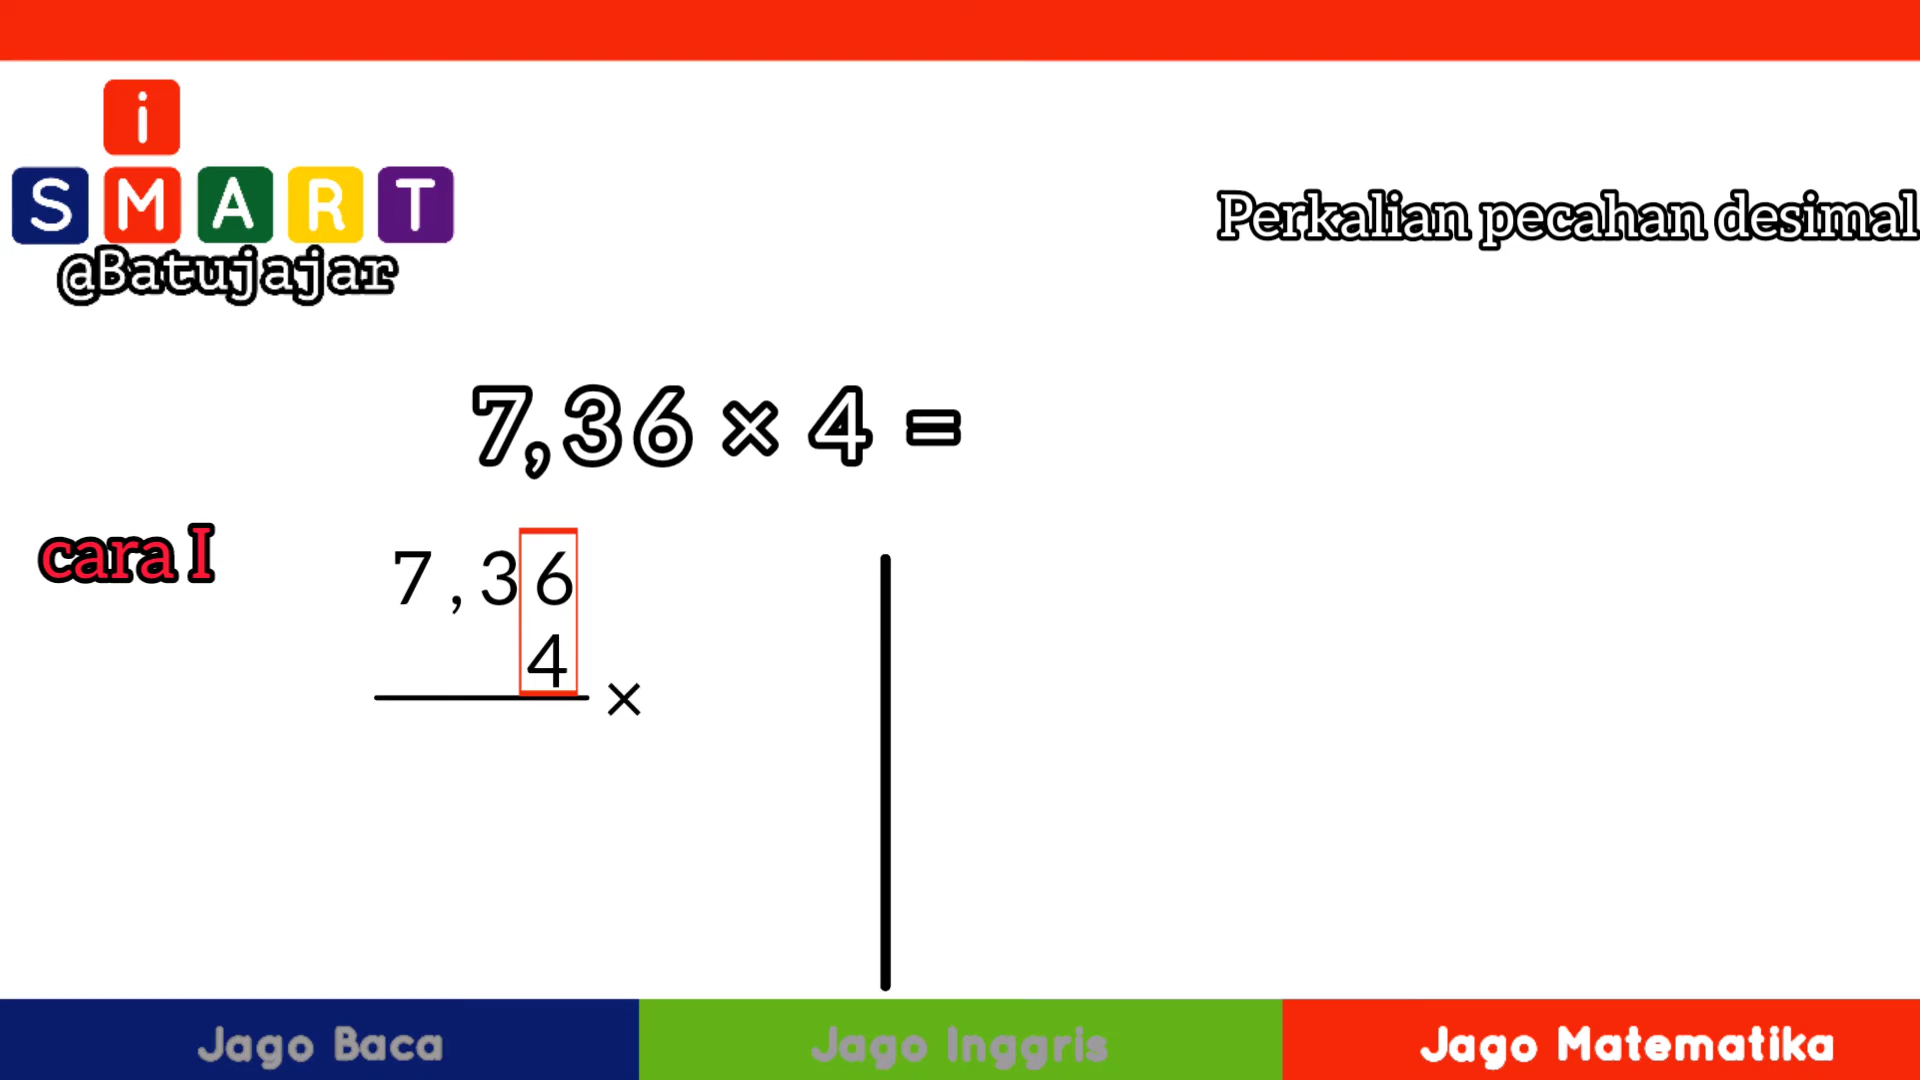 i
SMART
@Batujajar
Perkalian pecahan desimal
7,36 × 4 =
cara I
7,36
4
×
Jago Baca
Jago Inggris
Jago Matematika